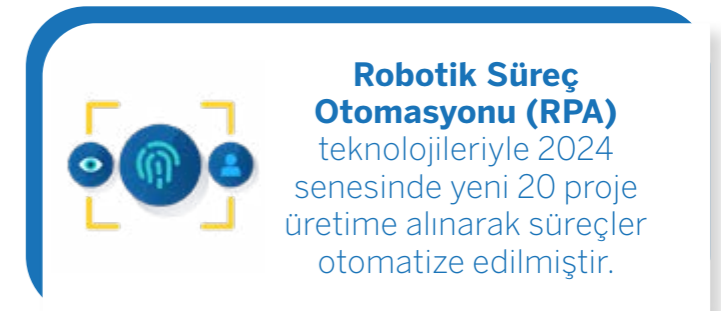 Robotik Süreç
Otomasyonu (RPA)
teknolojileriyle 2024
senesinde yeni 20 proje
üretime alınarak süreçler
otomatize edilmiştir.